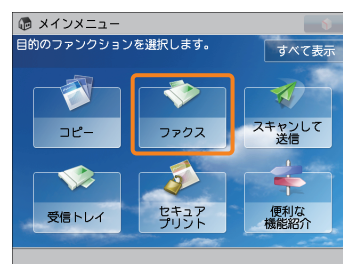 メインメニュー
目的のファンクションを選択します。
すべて表示
コピー
ファクス
スキャンして
送信
受信トレイ
セキュア
プリント
便利な
機能紹介